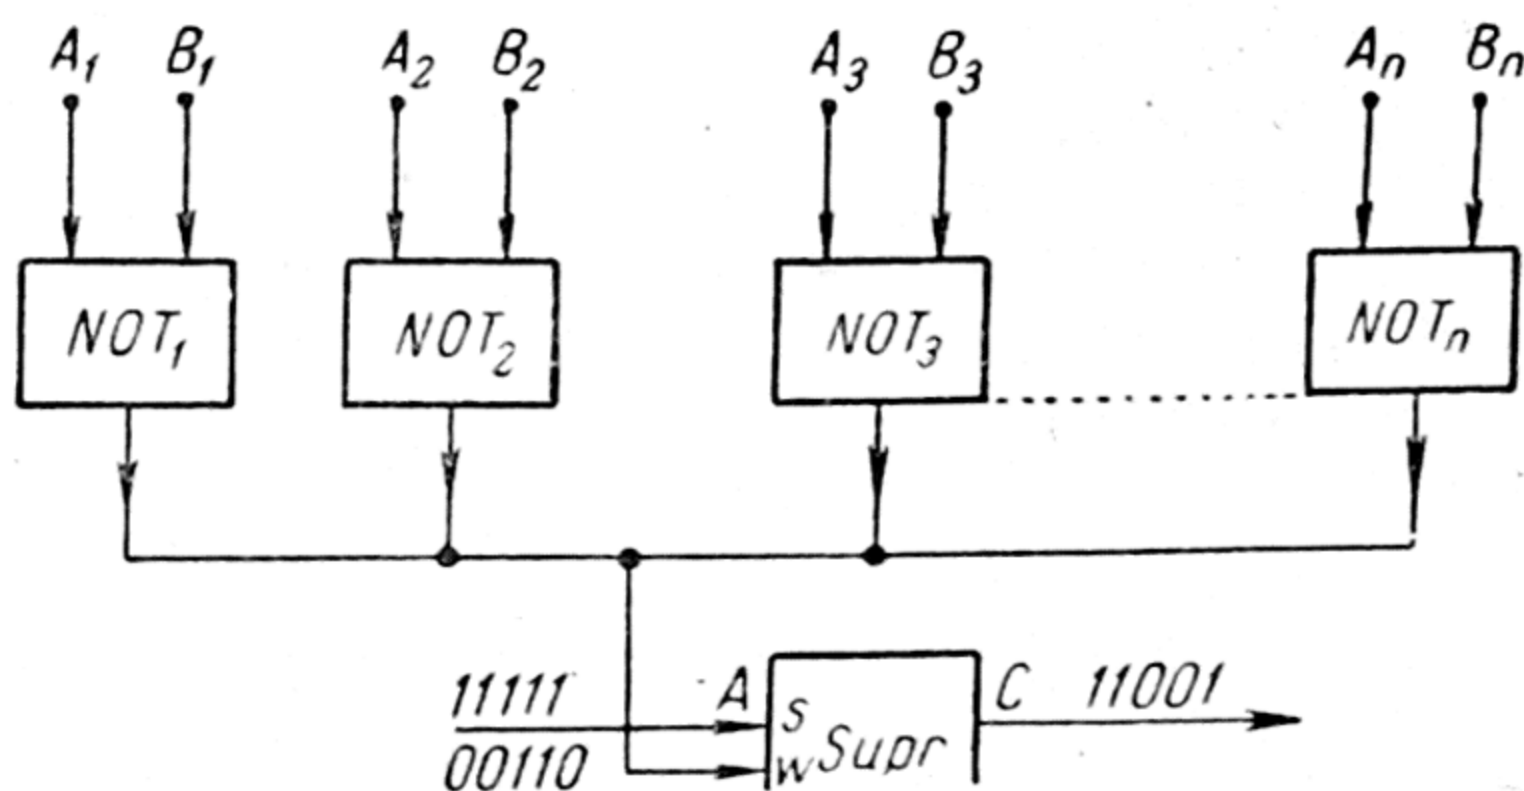 A₁ B₁ A₂ B₂ A₃ B₃ Aₙ Bₙ
NOT₁ NOT₂ NOT₃ NOTₙ
11111 A S C 11001
00110 W Supr